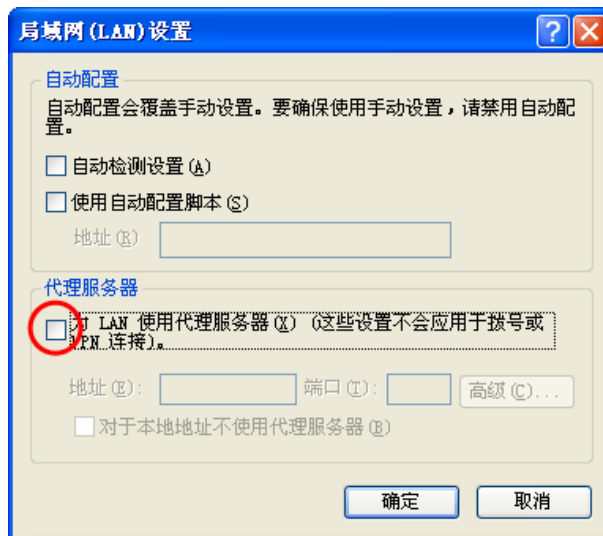 局域网(LAN)设置
自动配置
自动配置会覆盖手动设置。要确保使用手动设置，请禁用自动配
置。
自动检测设置(A)
使用自动配置脚本(S)
地址(R)
代理服务器
为 LAN 使用代理服务器(X) (这些设置不会应用于拨号或
VPN 连接)。
地址(E): 端口(T): 高级(C)...
对于本地地址不使用代理服务器(B)
确定 取消